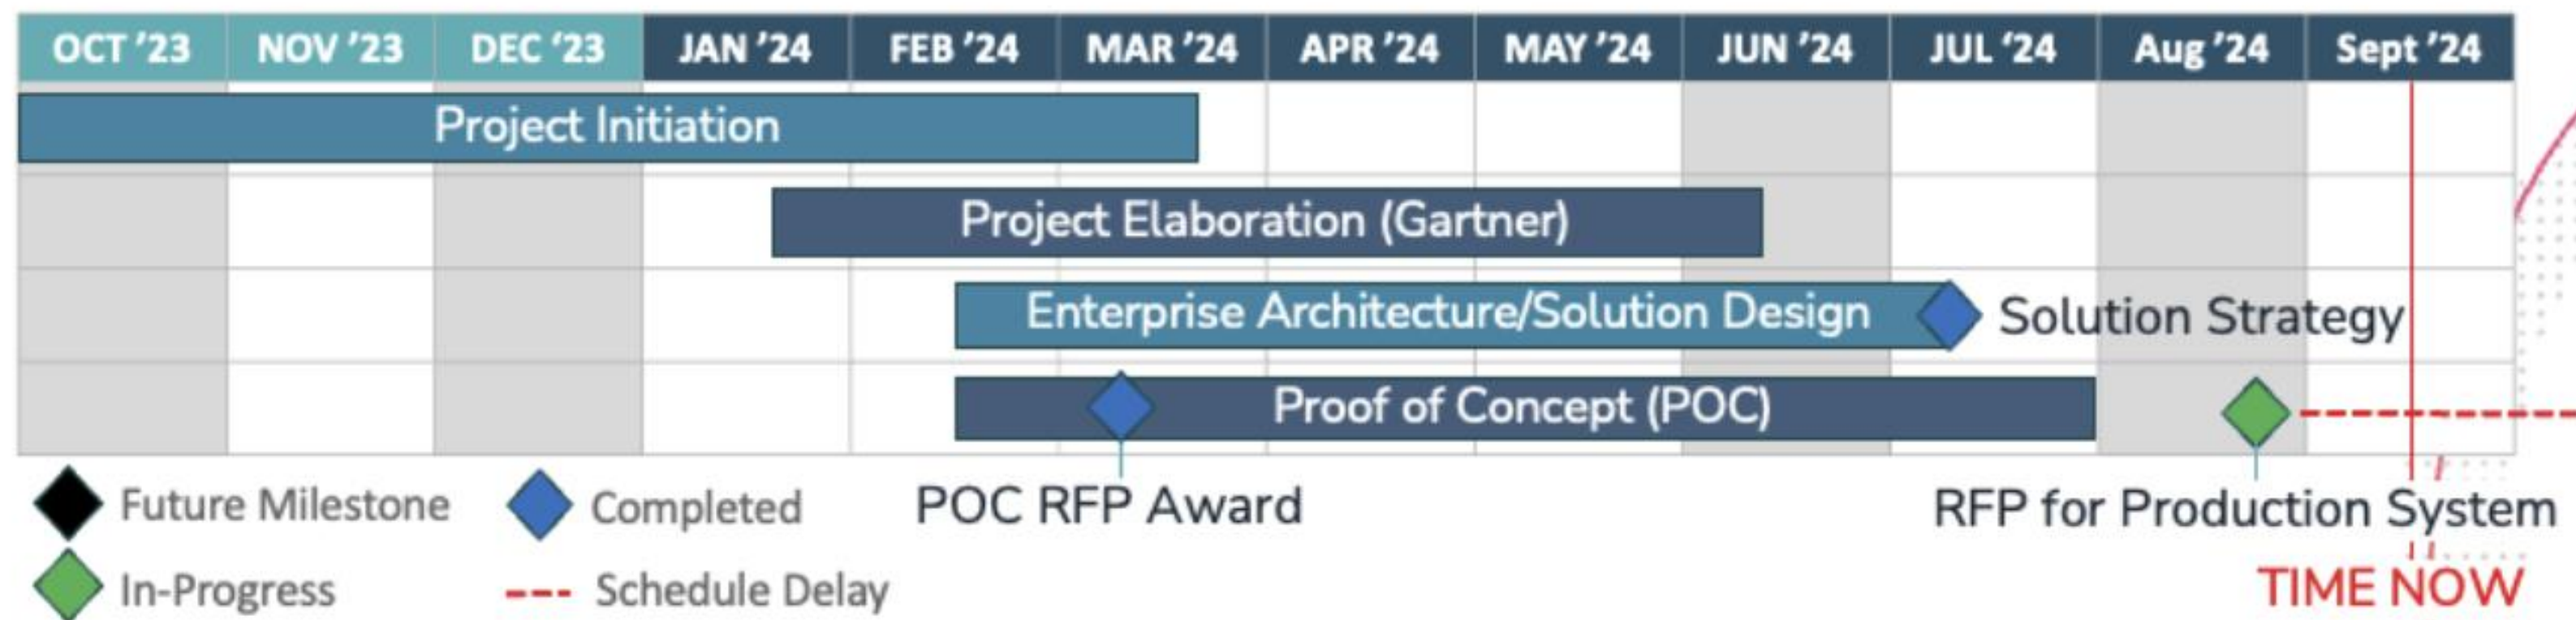 OCT ’23 NOV ’23 DEC ‘23 JAN ’24 FEB ’24 MAR ’24 APR ’24 MAY ’24 JUN ’24 JUL ‘24 Aug ’24 Sept ’24
Project Initiation
Project Elaboration (Gartner)
Enterprise Architecture/Solution Design Solution Strategy
Proof of Concept (POC)
Future Milestone Completed POC RFP Award RFP for Production System
In-Progress Schedule Delay TIME NOW